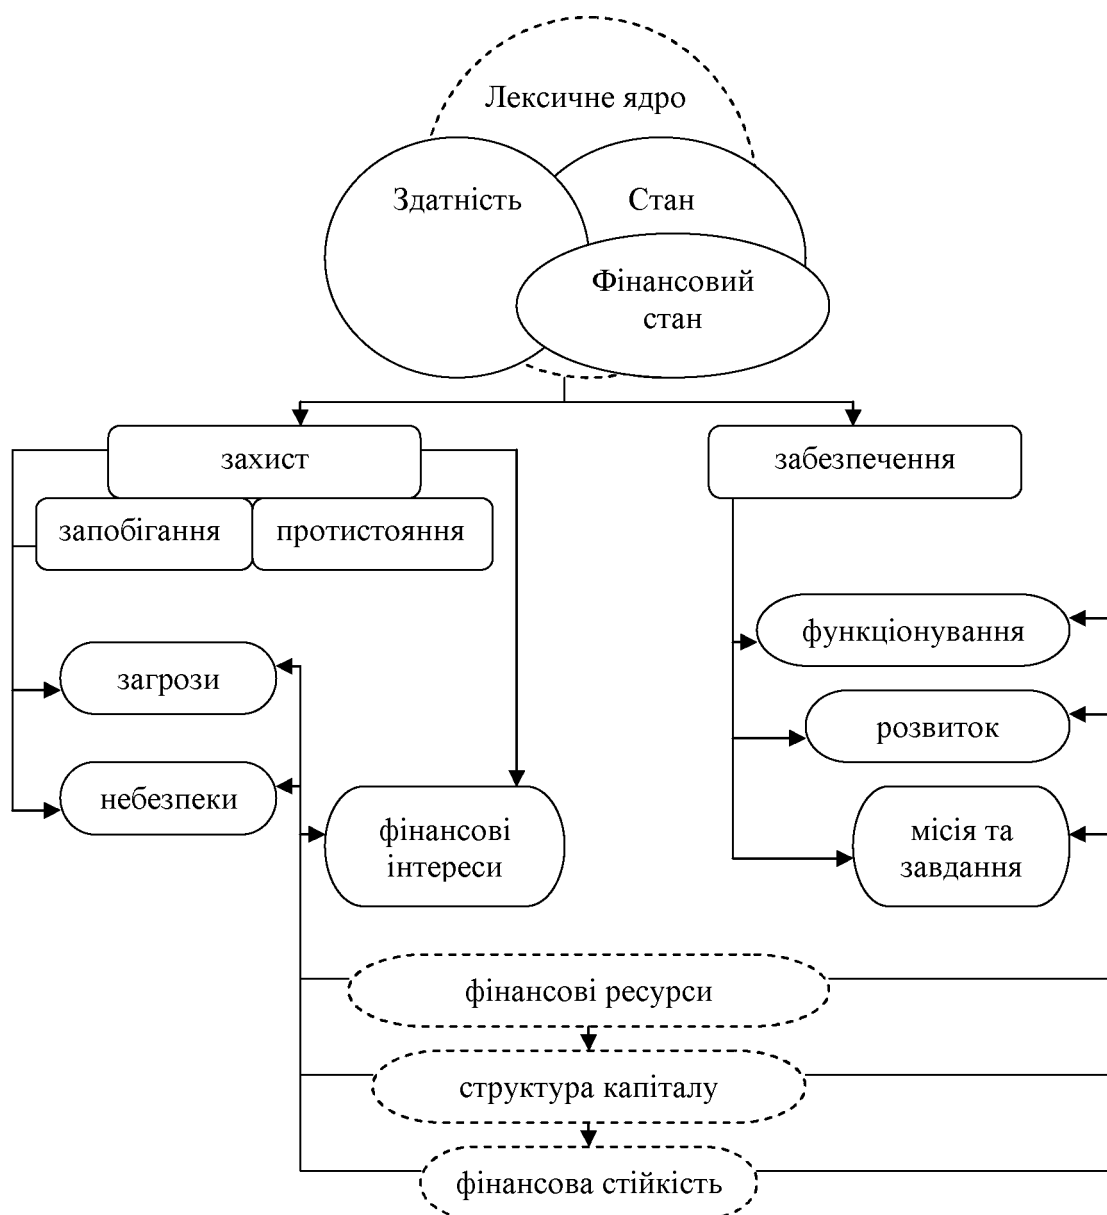 Лексичне ядро
Здатність
Стан
Фінансовий
стан
захист
забезпечення
запобігання
протистояння
функціонування
загрози
розвиток
небезпеки
фінансові
інтереси
місія та
завдання
фінансові ресурси
структура капіталу
фінансова стійкість